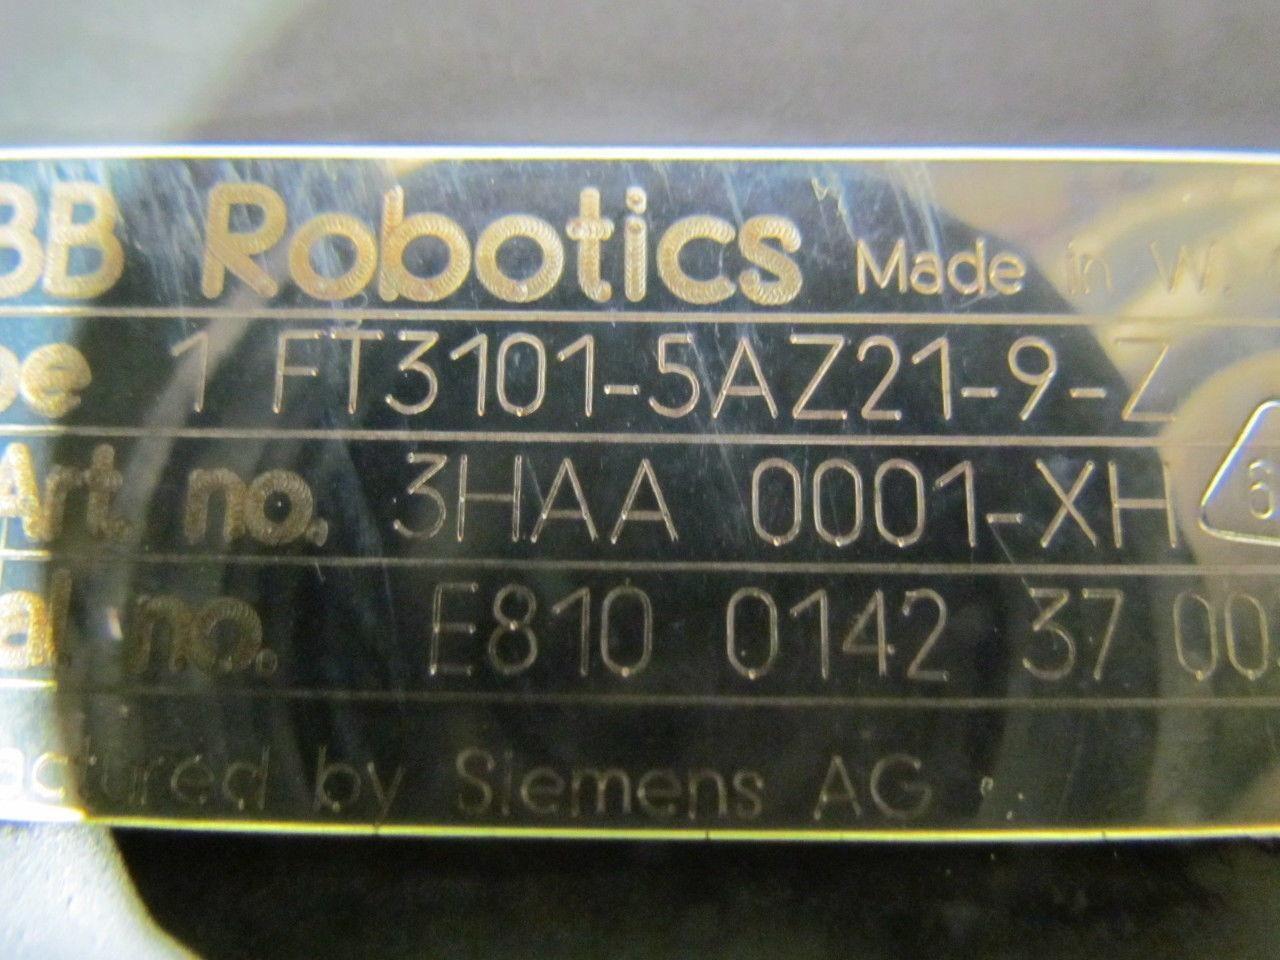 BB Robotics Made in W.
pe 1 FT3101-5AZ21-9-Z
Art. no. 3HAA 0001-XH 6
al no. E810 0142 37 00
actured by Siemens AG